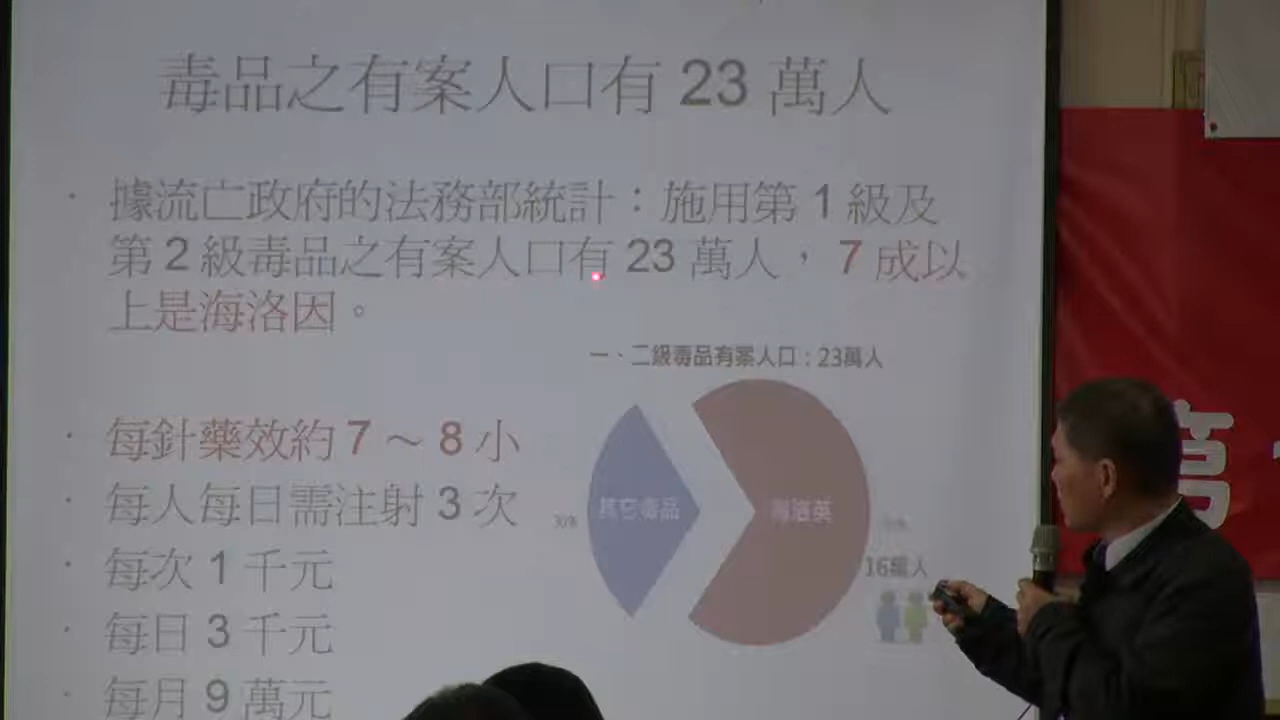 毒品之有案人口有 23 萬人
· 據流亡政府的法務部統計：施用第 1 級及
第 2 級毒品之有案人口有 23 萬人，7 成以
上是海洛因。
一、二級毒品有案人口：23萬人
· 每針藥效約 7 ～ 8 小
· 每人每日需注射 3 次
· 每次 1 千元
· 每日 3 千元
· 每月 9 萬元
其它毒品
海洛英
30%
16萬人
第